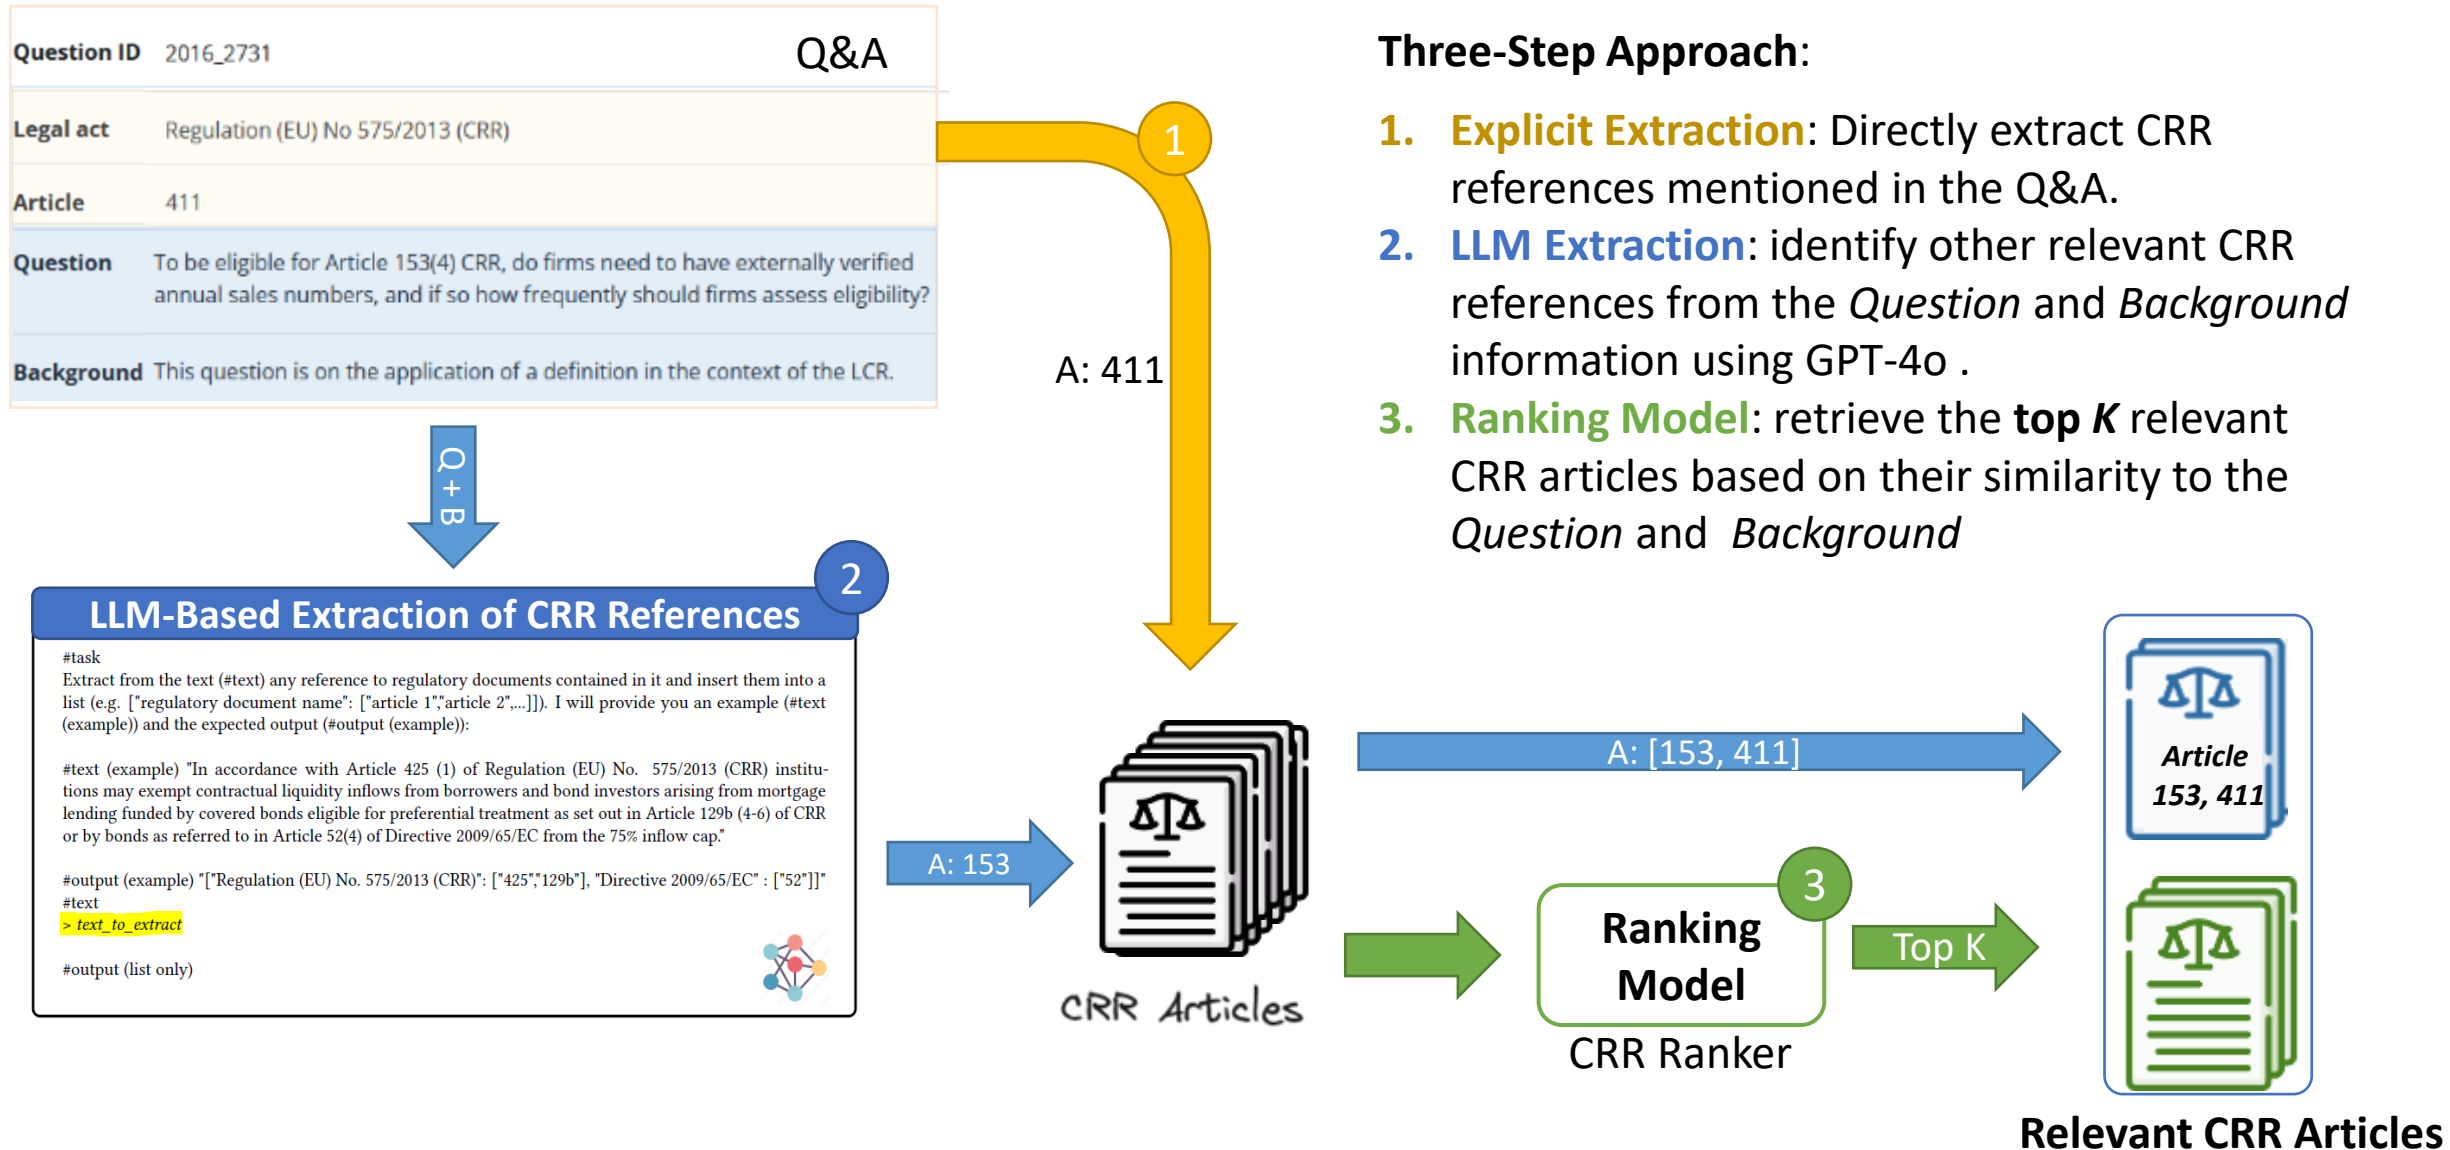 Question ID 2016_2731
Q&A
Legal act Regulation (EU) No 575/2013 (CRR)
Article 411
Question To be eligible for Article 153(4) CRR, do firms need to have externally verified
annual sales numbers, and if so how frequently should firms assess eligibility?
Background This question is on the application of a definition in the context of the LCR.
1
A: 411
Three-Step Approach:
1. Explicit Extraction: Directly extract CRR
references mentioned in the Q&A.
2. LLM Extraction: identify other relevant CRR
references from the Question and Background
information using GPT-4o .
3. Ranking Model: retrieve the top K relevant
CRR articles based on their similarity to the
Question and Background
Q + B
2
LLM-Based Extraction of CRR References
#task
Extract from the text (#text) any reference to regulatory documents contained in it and insert them into a
list (e.g. ["regulatory document name": ["article 1","article 2",...]]). I will provide you an example (#text
(example)) and the expected output (#output (example)):
#text (example) "In accordance with Article 425 (1) of Regulation (EU) No. 575/2013 (CRR) institu-
tions may exempt contractual liquidity inflows from borrowers and bond investors arising from mortgage
lending funded by covered bonds eligible for preferential treatment as set out in Article 129b (4-6) of CRR
or by bonds as referred to in Article 52(4) of Directive 2009/65/EC from the 75% inflow cap."
#output (example) "["Regulation (EU) No. 575/2013 (CRR)": ["425","129b"], "Directive 2009/65/EC" : ["52"]]"
#text
> text_to_extract
#output (list only)
A: 153
CRR Articles
A: [153, 411]
Article
153, 411
3
Ranking
Model
CRR Ranker
Top K
Relevant CRR Articles